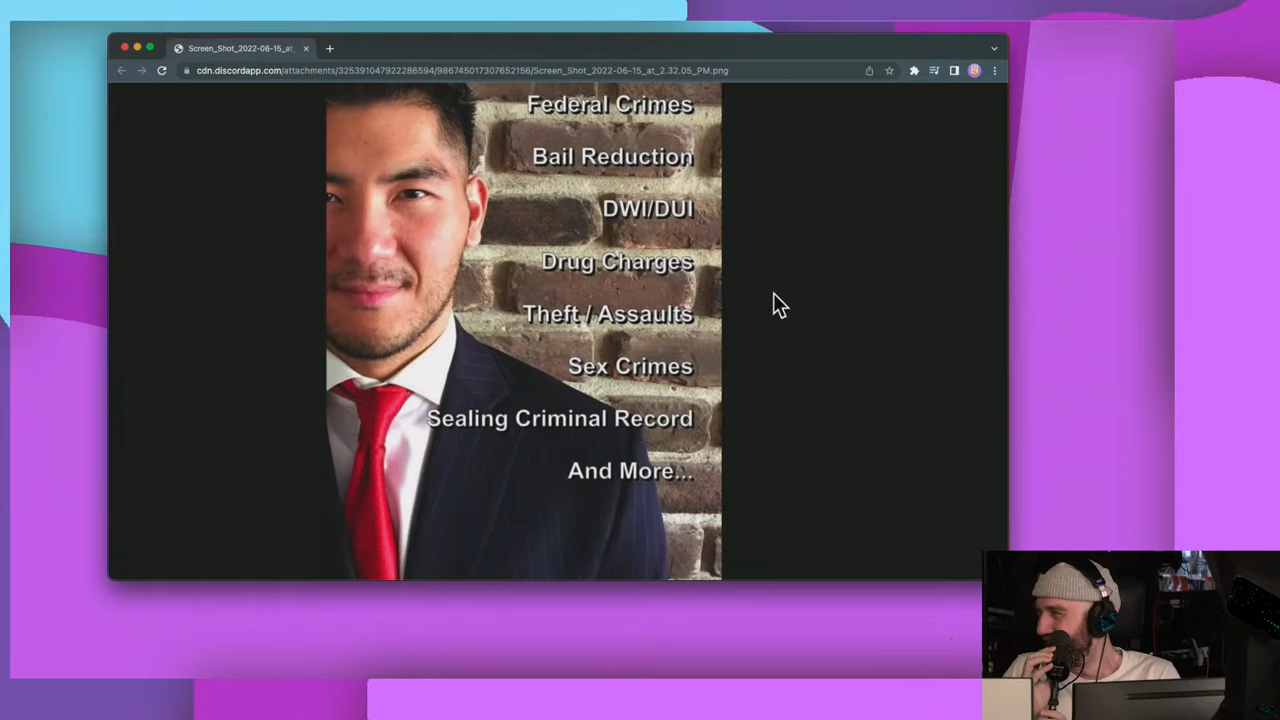 Screen_Shot_2022-06-15_at_...
cdn.discordapp.com/attachments/325391047922286594/986745017307652156/Screen_Shot_2022-06-15_at_2.32.05_PM.png
Federal Crimes
Bail Reduction
DWI/DUI
Drug Charges
Theft / Assaults
Sex Crimes
Sealing Criminal Record
And More...